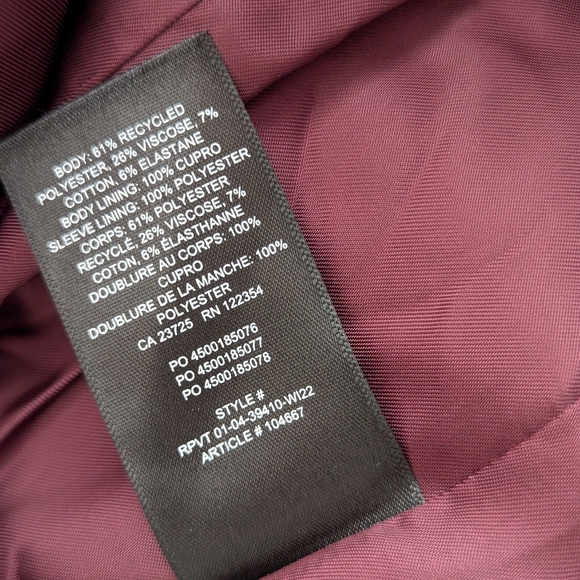 BODY: 61% RECYCLED
POLYESTER, 26% VISCOSE, 7%
COTTON, 6% ELASTANE
BODY LINING: 100% CUPRO
SLEEVE LINING: 100% POLYESTER
CORPS: 61% POLYESTER
RECYCLÉ, 26% VISCOSE, 7%
COTON, 6% ÉLASTHANNE
DOUBLURE AU CORPS: 100%
CUPRO
DOUBLURE DE LA MANCHE: 100%
POLYESTER
CA 23725 RN 122354
PO 4500185076
PO 4500185077
PO 4500185078
STYLE #
RPVT 01-04-39410-WI22
ARTICLE # 104667